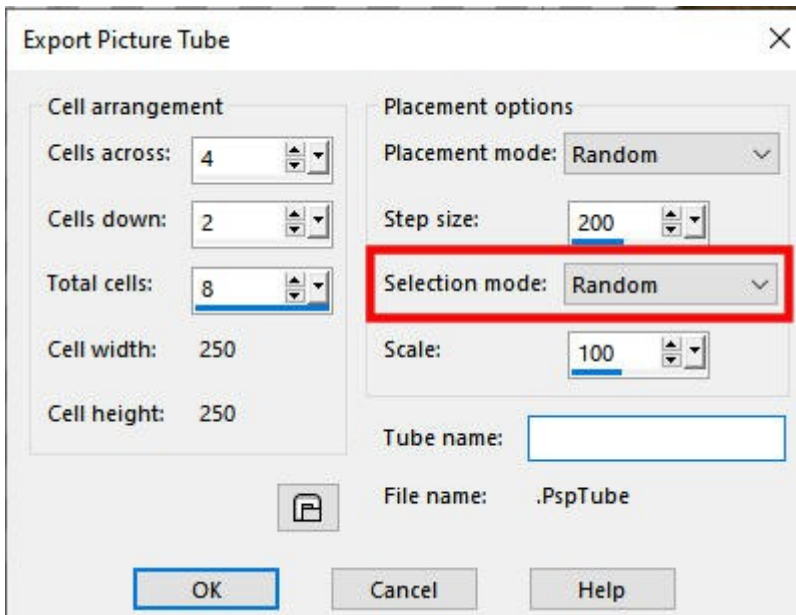 Export Picture Tube
Cell arrangement
Cells across: 4
Cells down: 2
Total cells: 8
Cell width: 250
Cell height: 250
Placement options
Placement mode: Random
Step size: 200
Selection mode: Random
Scale: 100
Tube name:
File name: .PspTube
OK Cancel Help